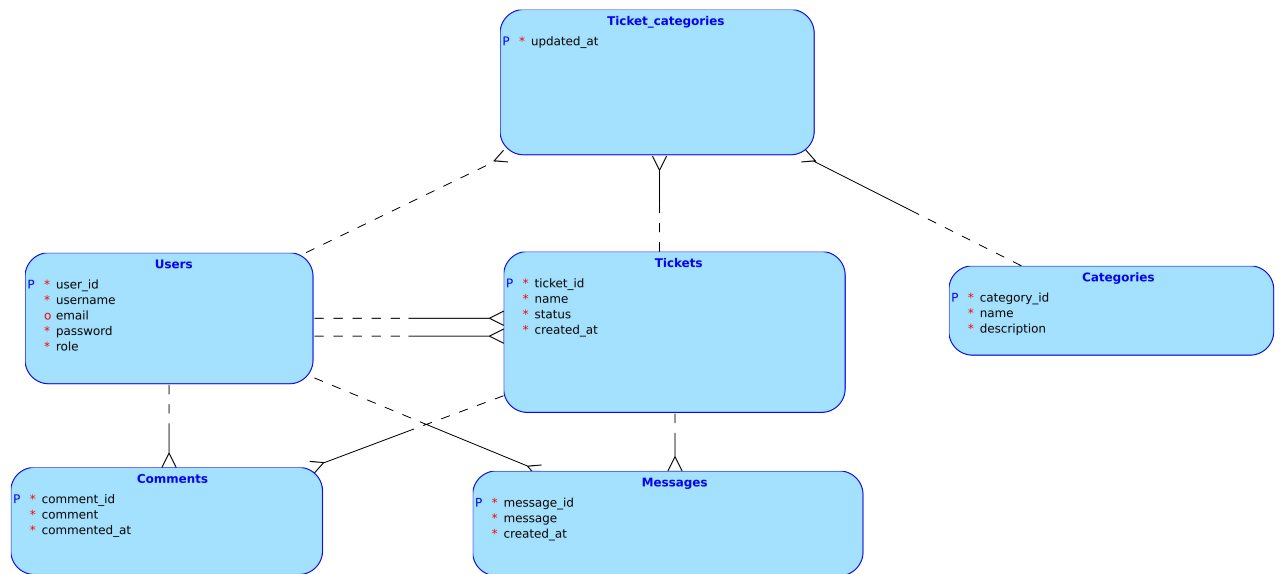 Ticket_categories
P * updated_at
Users
P * user_id
* username
o email
* password
* role
Tickets
P * ticket_id
* name
* status
* created_at
Categories
P * category_id
* name
* description
Comments
P * comment_id
* comment
* commented_at
Messages
P * message_id
* message
* created_at